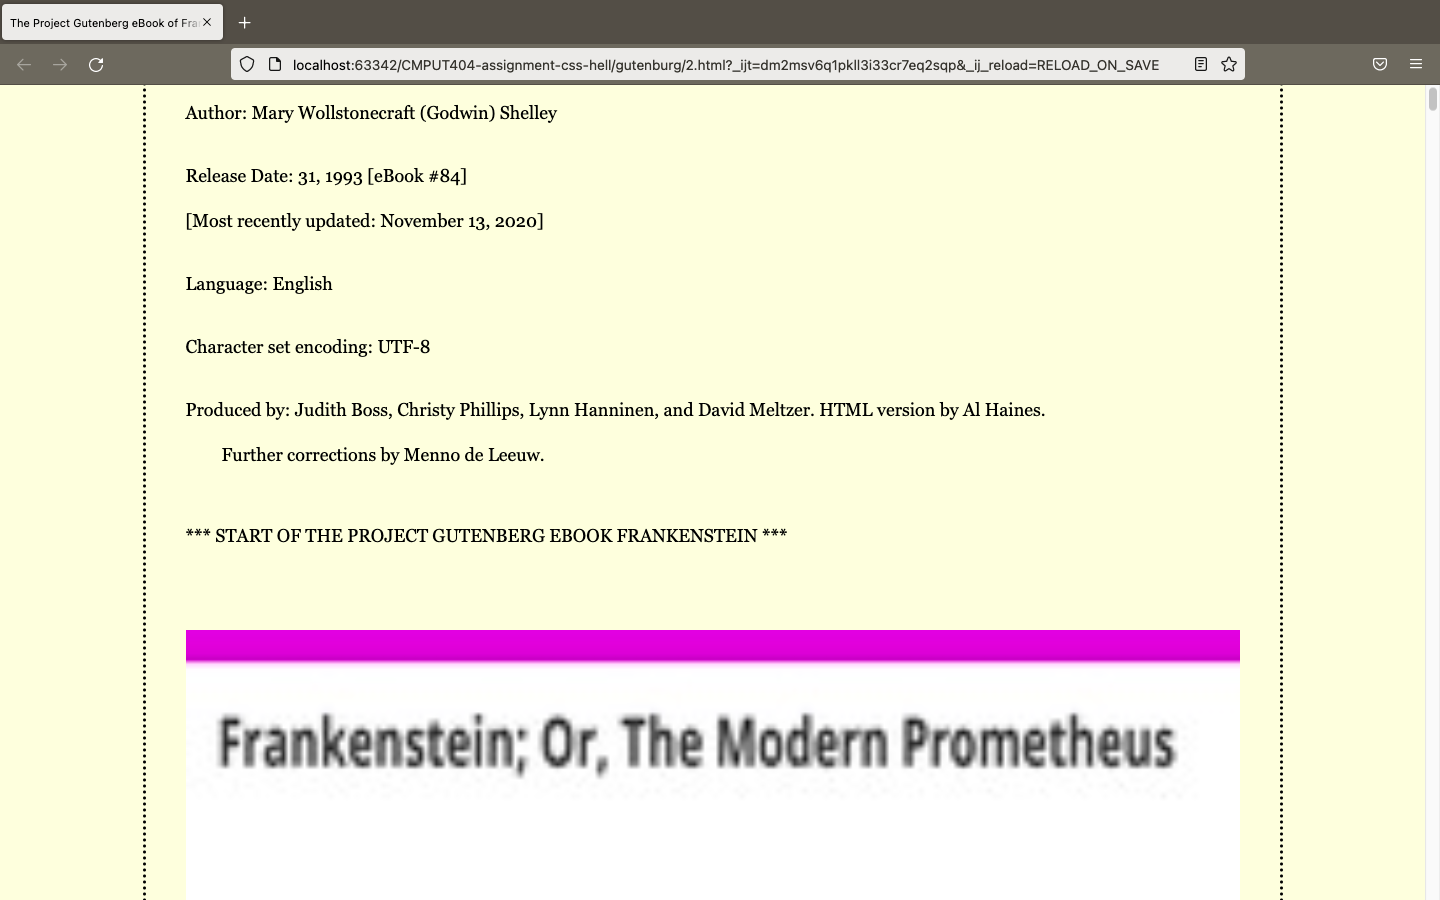 The Project Gutenberg eBook of Fra
localhost:63342/CMPUT404-assignment-css-hell/gutenburg/2.html?_ijt=dm2msv6q1pkll3i33cr7eq2sqp&_ij_reload=RELOAD_ON_SAVE
Author: Mary Wollstonecraft (Godwin) Shelley
Release Date: 31, 1993 [eBook #84]
[Most recently updated: November 13, 2020]
Language: English
Character set encoding: UTF-8
Produced by: Judith Boss, Christy Phillips, Lynn Hanninen, and David Meltzer. HTML version by Al Haines.
Further corrections by Menno de Leeuw.
*** START OF THE PROJECT GUTENBERG EBOOK FRANKENSTEIN ***
Frankenstein; Or, The Modern Prometheus